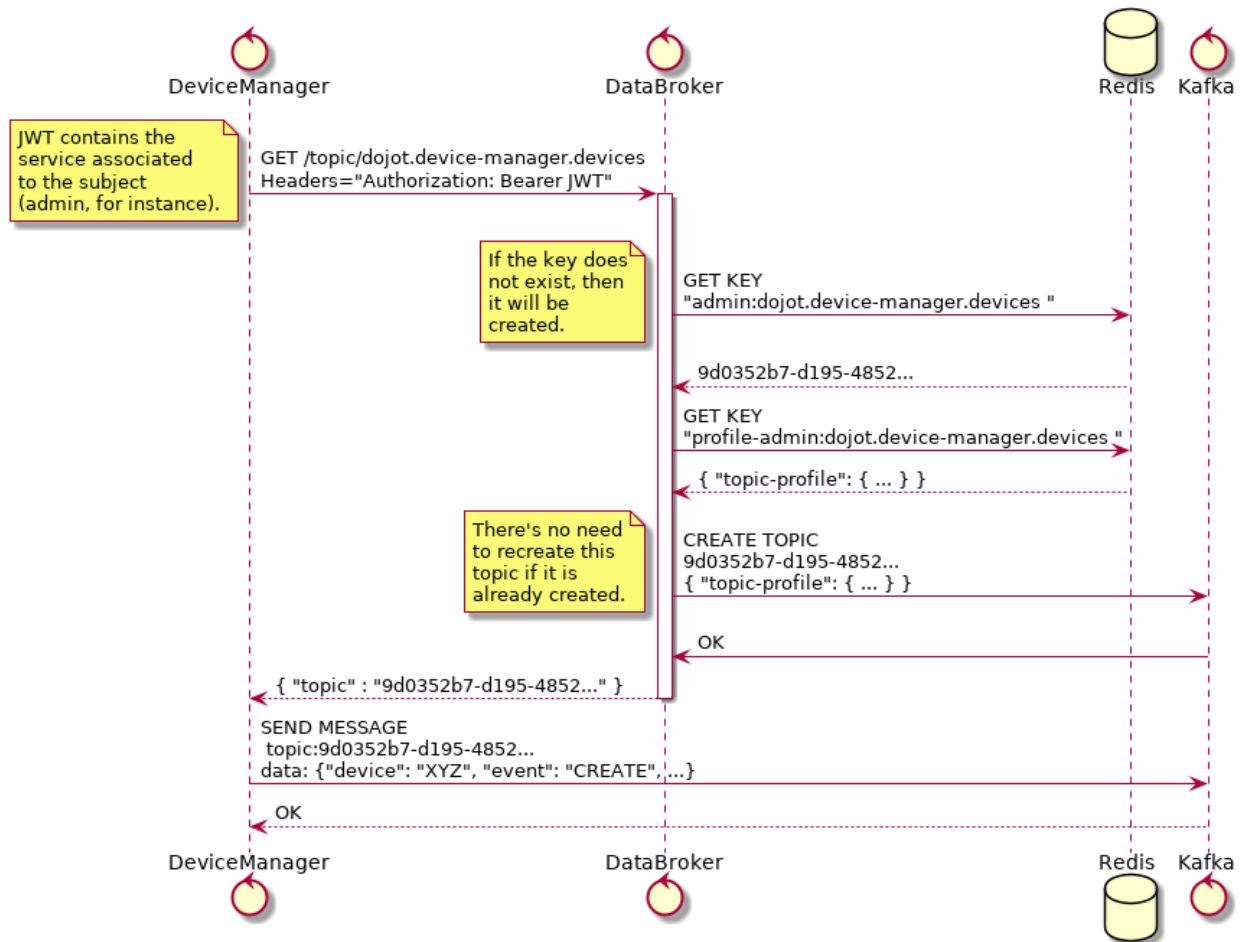 DeviceManager
DataBroker
Redis
Kafka
JWT contains the
service associated
to the subject
(admin, for instance).
GET /topic/dojot.device-manager.devices
Headers="Authorization: Bearer JWT"
If the key does
not exist, then
it will be
created.
GET KEY
"admin:dojot.device-manager.devices "
9d0352b7-d195-4852...
GET KEY
"profile-admin:dojot.device-manager.devices "
{ "topic-profile": { ... } }
There's no need
to recreate this
topic if it is
already created.
CREATE TOPIC
9d0352b7-d195-4852...
{ "topic-profile": { ... } }
OK
{ "topic" : "9d0352b7-d195-4852..." }
SEND MESSAGE
topic:9d0352b7-d195-4852...
data: {"device": "XYZ", "event": "CREATE", ...}
OK
DeviceManager
DataBroker
Redis
Kafka